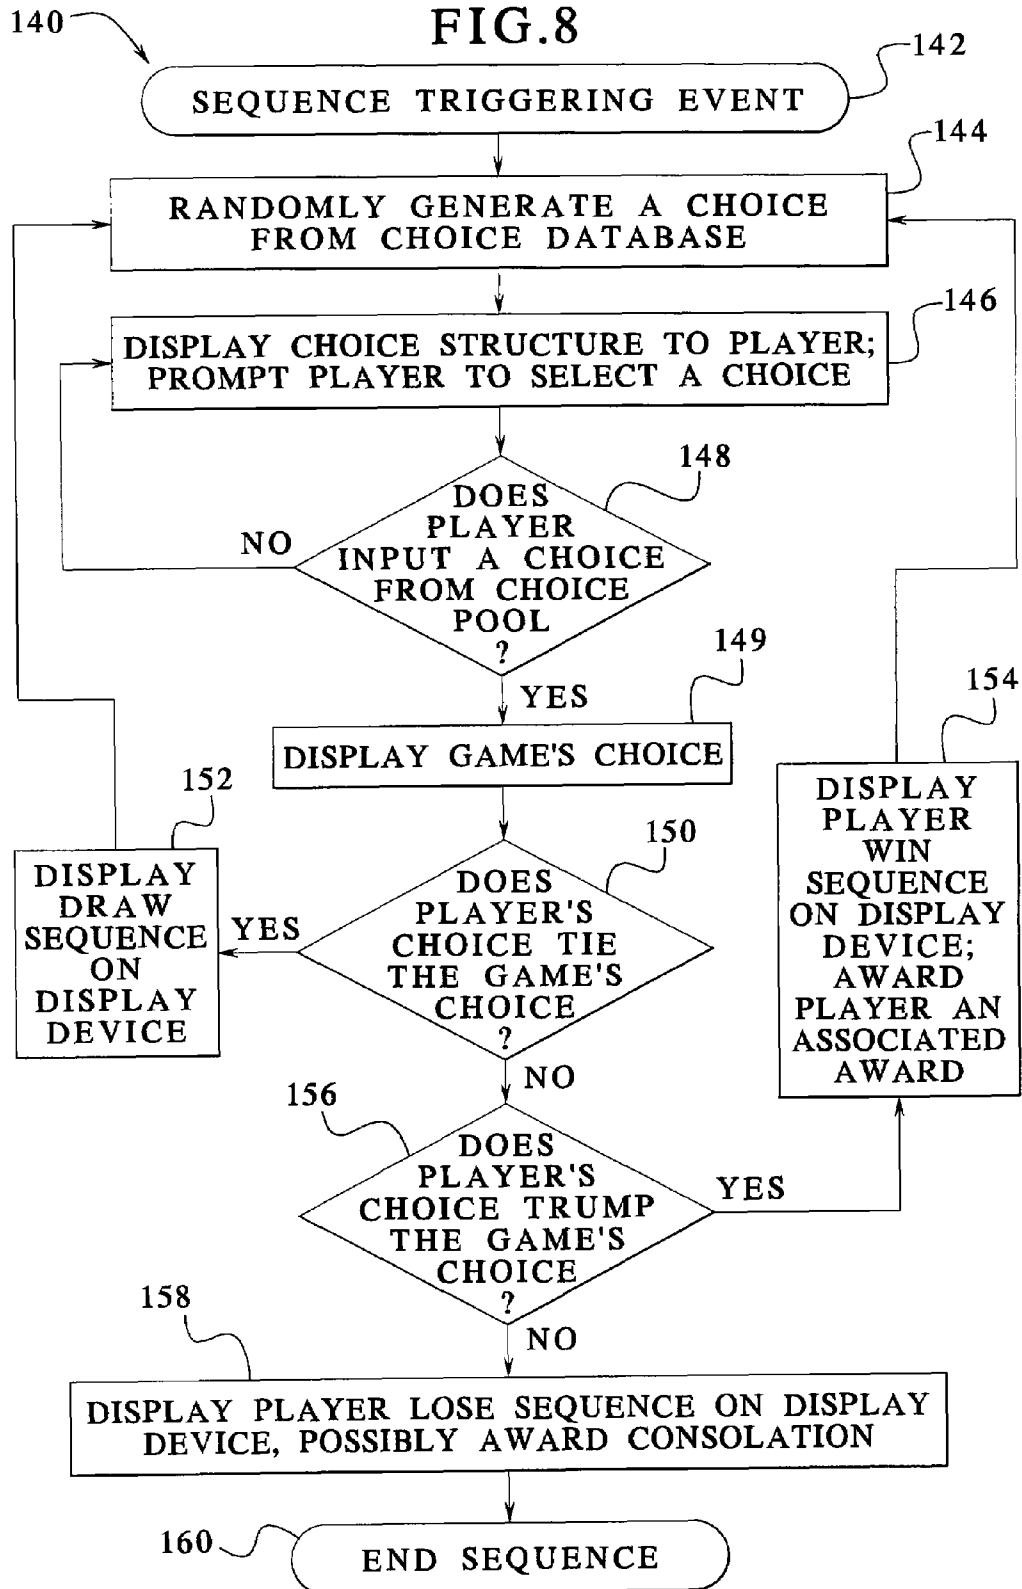 FIG.8
140
142
SEQUENCE TRIGGERING EVENT
144
RANDOMLY GENERATE A CHOICE
FROM CHOICE DATABASE
146
DISPLAY CHOICE STRUCTURE TO PLAYER;
PROMPT PLAYER TO SELECT A CHOICE
148
DOES
PLAYER
INPUT A CHOICE
FROM CHOICE
POOL
?
NO
YES
149
DISPLAY GAME'S CHOICE
150
DOES
PLAYER'S
CHOICE TIE
THE GAME'S
CHOICE
?
YES
152
DISPLAY
DRAW
SEQUENCE
ON
DISPLAY
DEVICE
NO
154
DISPLAY
PLAYER
WIN
SEQUENCE
ON DISPLAY
DEVICE;
AWARD
PLAYER AN
ASSOCIATED
AWARD
156
DOES
PLAYER'S
CHOICE TRUMP
THE GAME'S
CHOICE
?
YES
NO
158
DISPLAY PLAYER LOSE SEQUENCE ON DISPLAY
DEVICE, POSSIBLY AWARD CONSOLATION
160
END SEQUENCE